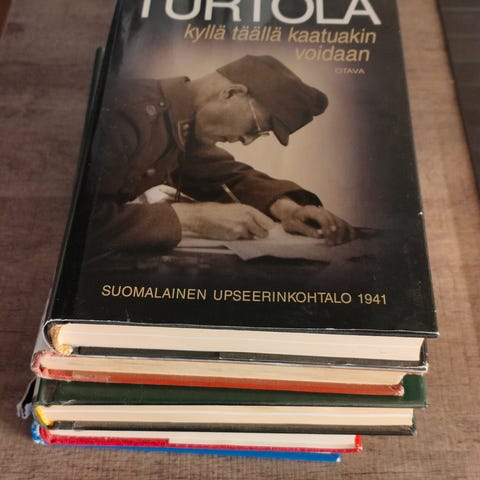 TURTOLA
kyllä täällä kaatuakin
voidaan
OTAVA
SUOMALAINEN UPSEERINKOHTALO 1941